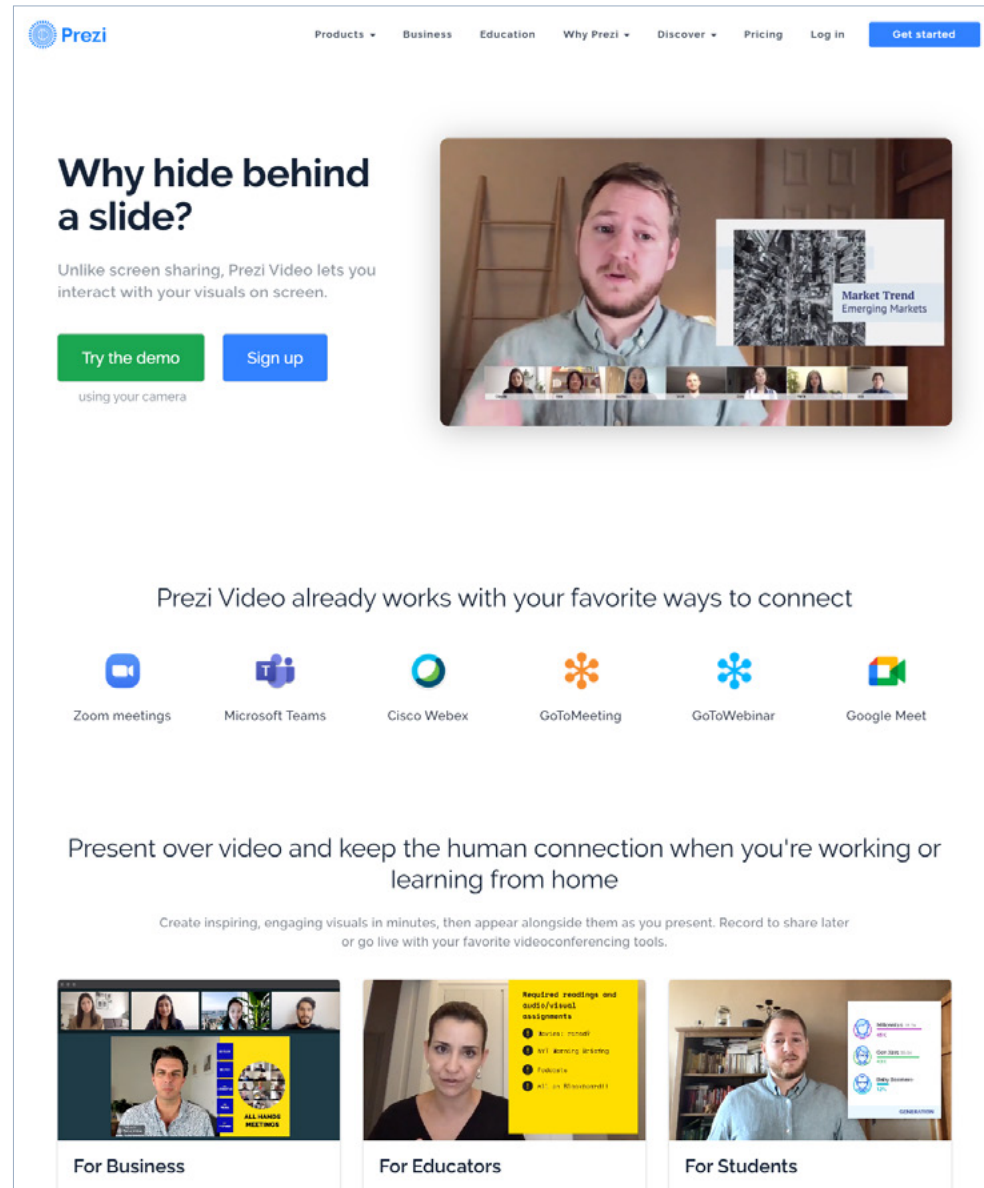 Prezi
Products
Business
Education
Why Prezi
Discover
Pricing
Log in
Get started
Why hide behind
a slide?
Unlike screen sharing, Prezi Video lets you
interact with your visuals on screen.
Try the demo
Sign up
using your camera
Market Trend
Emerging Markets
Prezi Video already works with your favorite ways to connect
Zoom meetings
Microsoft Teams
Cisco Webex
GoToMeeting
GoToWebinar
Google Meet
Present over video and keep the human connection when you're working or
learning from home
Create inspiring, engaging visuals in minutes, then appear alongside them as you present. Record to share later
or go live with your favorite videoconferencing tools.
ALL HANDS
MEETINGS
Required readings and
audio/visual
assignments
Morning Briefing
Podcasts
GENERATION
For Business
For Educators
For Students